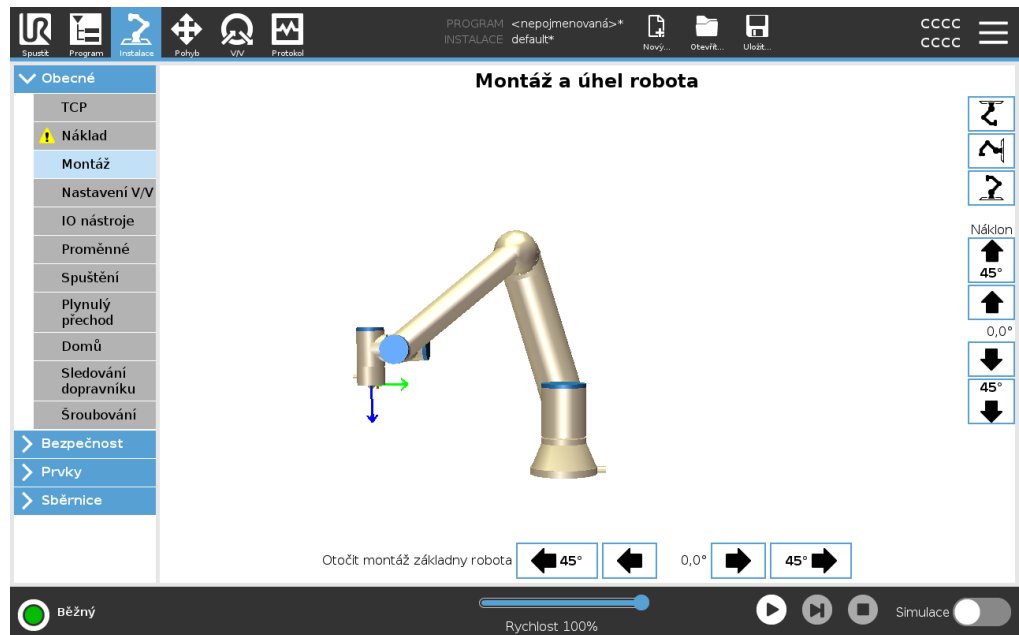 UR
Spustit
Program
Instalace
Pohyb
V/V
Protokol
PROGRAM <nepojmenovaná>*
INSTALACE default*
Nový...
Otevřít...
Uložit...
CCCC
CCCC
Obecné
TCP
Náklad
Montáž
Nastavení V/V
IO nástroje
Proměnné
Spuštění
Plynulý
přechod
Domů
Sledování
dopravníku
Šroubování
Bezpečnost
Prvky
Sběrnice
Montáž a úhel robota
Náklon
45°
0,0°
45°
Otočit montáž základny robota 45° 0,0° 45°
Běžný
Rychlost 100%
Simulace